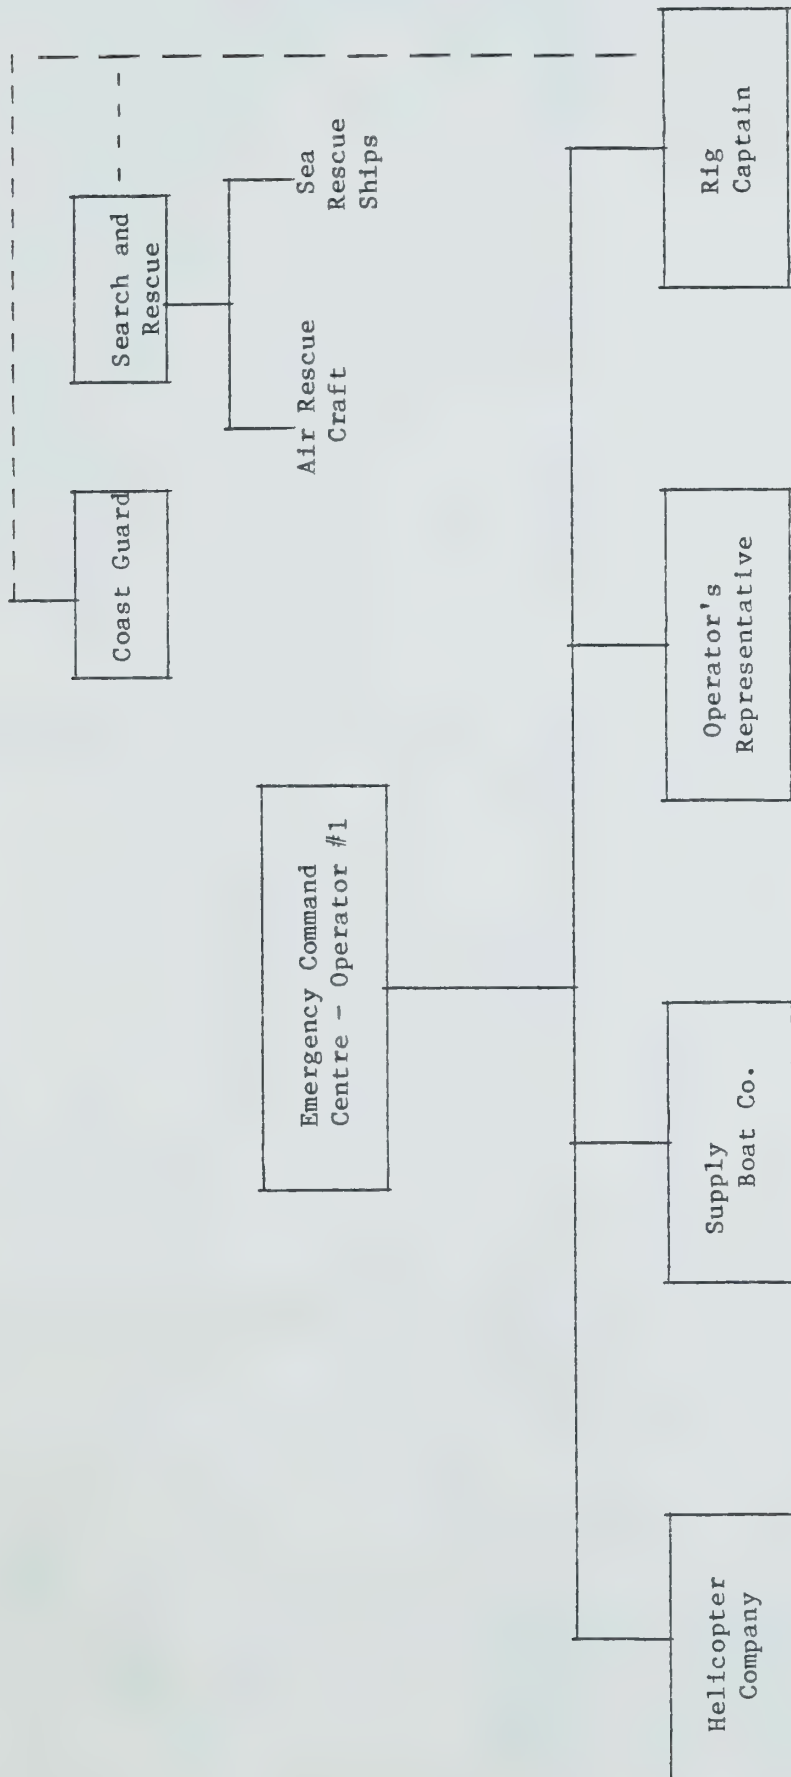 Coast Guard
Search and
Rescue
Air Rescue
Craft
Sea
Rescue
Ships
Emergency Command
Centre - Operator #1
Helicopter
Company
Supply
Boat Co.
Operator's
Representative
Rig
Captain